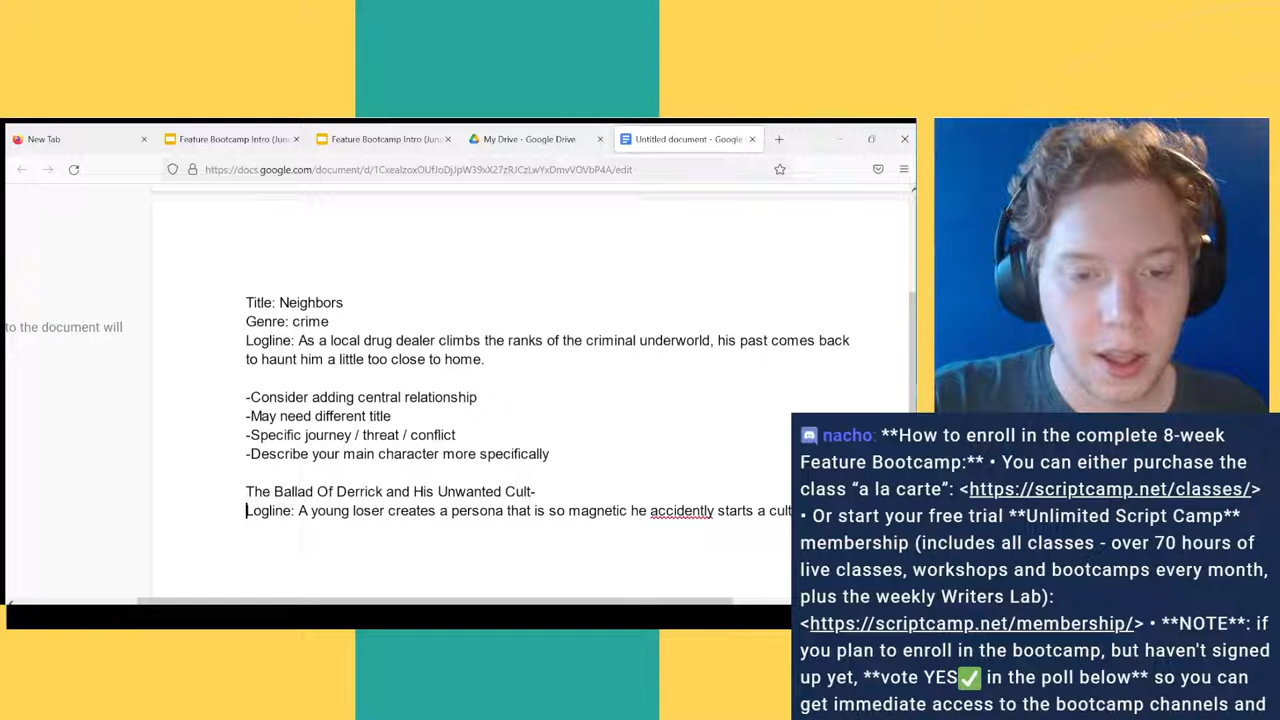 New Tab
Feature Bootcamp Intro (June
Feature Bootcamp Intro (June
My Drive - Google Drive
Untitled document - Google
https://docs.google.com/document/d/1CxealzoxOUfJoDjJpW39xX27zRJCzLwYxDmvVOVbP4A/edit
to the document will
Title: Neighbors
Genre: crime
Logline: As a local drug dealer climbs the ranks of the criminal underworld, his past comes back
to haunt him a little too close to home.
-Consider adding central relationship
-May need different title
-Specific journey / threat / conflict
-Describe your main character more specifically
The Ballad Of Derrick and His Unwanted Cult-
Logline: A young loser creates a persona that is so magnetic he accidently starts a cult
nacho: **How to enroll in the complete 8-week
Feature Bootcamp:** • You can either purchase the
class “a la carte”: <https://scriptcamp.net/classes/>
• Or start your free trial **Unlimited Script Camp**
membership (includes all classes - over 70 hours of
live classes, workshops and bootcamps every month,
plus the weekly Writers Lab):
<https://scriptcamp.net/membership/> • **NOTE**: if
you plan to enroll in the bootcamp, but haven't signed
up yet, **vote YES✅ in the poll below** so you can
get immediate access to the bootcamp channels and